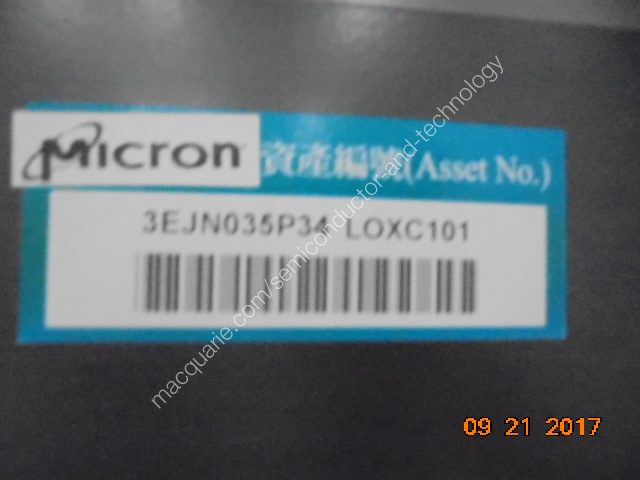 Micron 資產編號(Asset No.)
3EJN035P34 LOXC101
macquarie.com/semiconductor-and-technology
09 21 2017